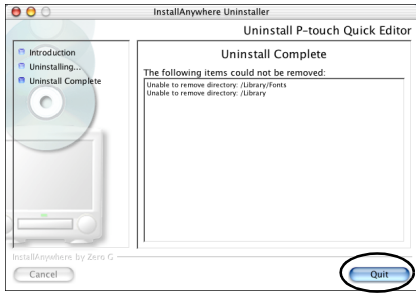 InstallAnywhere Uninstaller
Uninstall P-touch Quick Editor
Introduction
Uninstalling...
Uninstall Complete
Uninstall Complete
The following items could not be removed:
Unable to remove directory: /Library/Fonts
Unable to remove directory: /Library
InstallAnywhere by Zero G
Cancel
Quit